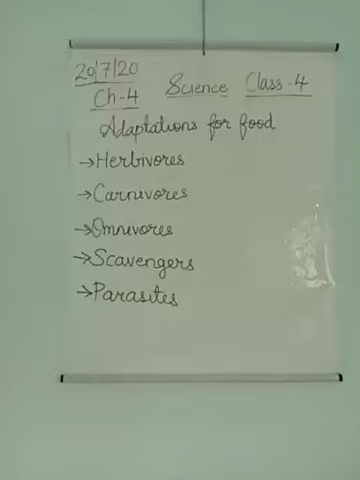 20/7/20
Ch-4 Science Class-4
Adaptations for food
→Herbivores
→Carnivores
→Omnivores
→Scavengers
→Parasites